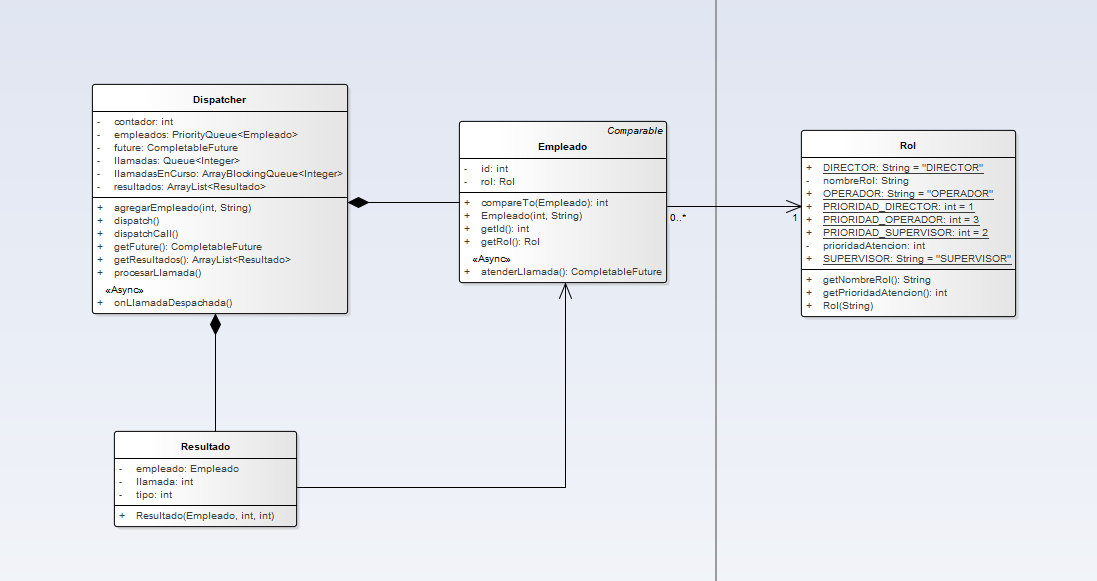 Dispatcher
- contador: int
- empleados: PriorityQueue<Empleado>
- future: CompletableFuture
- llamadas: Queue<Integer>
- llamadasEnCurso: ArrayBlockingQueue<Integer>
- resultados: ArrayList<Resultado>
+ agregarEmpleado(int, String)
+ dispatch()
+ dispatchCall()
+ getFuture(): CompletableFuture
+ getResultados(): ArrayList<Resultado>
+ procesarLlamada()
«Async»
+ onLlamadaDespachada()
Comparable
Empleado
- id: int
- rol: Rol
+ compareTo(Empleado): int
+ Empleado(int, String)
+ getId(): int
+ getRol(): Rol
«Async»
+ atenderLlamada(): CompletableFuture
0..*
1
Rol
+ DIRECTOR: String = "DIRECTOR"
- nombreRol: String
+ OPERADOR: String = "OPERADOR"
+ PRIORIDAD_DIRECTOR: int = 1
+ PRIORIDAD_OPERADOR: int = 3
+ PRIORIDAD_SUPERVISOR: int = 2
- prioridadAtencion: int
+ SUPERVISOR: String = "SUPERVISOR"
+ getNombreRol(): String
+ getPrioridadAtencion(): int
+ Rol(String)
Resultado
- empleado: Empleado
- llamada: int
- tipo: int
+ Resultado(Empleado, int, int)